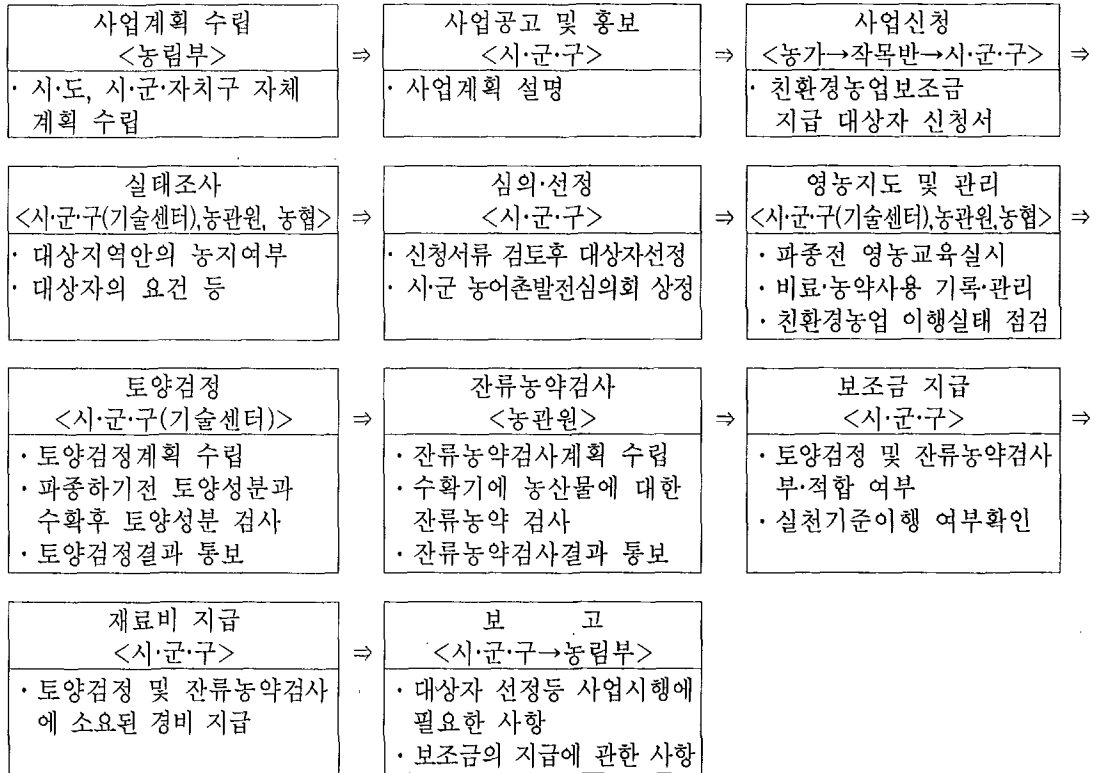 사업계획 수립
<농림부>
· 시·도, 시·군·자치구 자체
계획 수립
⇒
사업공고 및 홍보
<시·군·구>
· 사업계획 설명
⇒
사업신청
<농가→작목반→시·군·구>
· 친환경농업보조금
지급 대상자 신청서
⇒
실태조사
<시·군·구(기술센터),농관원, 농협>
· 대상지역안의 농지여부
· 대상자의 요건 등
⇒
심의·선정
<시·군·구>
· 신청서류 검토후 대상자선정
· 시·군 농어촌발전심의회 상정
⇒
영농지도 및 관리
<시·군·구(기술센터),농관원,농협>
· 파종전 영농교육실시
· 비료·농약사용 기록·관리
· 친환경농업 이행실태 점검
⇒
토양검정
<시·군·구(기술센터)>
· 토양검정계획 수립
· 파종하기전 토양성분과
수확후 토양성분 검사
· 토양검정결과 통보
⇒
잔류농약검사
<농관원>
· 잔류농약검사계획 수립
· 수확기에 농산물에 대한
잔류농약 검사
· 잔류농약검사결과 통보
⇒
보조금 지급
<시·군·구>
· 토양검정 및 잔류농약검사
부·적합 여부
· 실천기준이행 여부확인
⇒
재료비 지급
<시·군·구>
· 토양검정 및 잔류농약검사
에 소요된 경비 지급
⇒
보 고
<시·군·구→농림부>
· 대상자 선정등 사업시행에
필요한 사항
· 보조금의 지급에 관한 사항